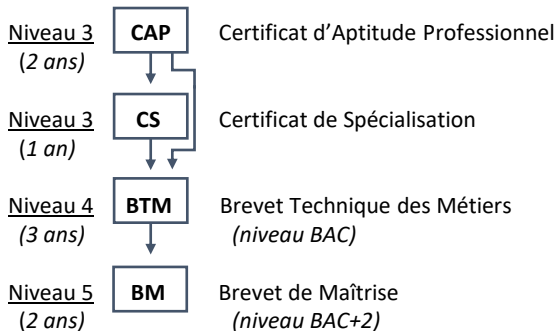 Niveau 3 CAP Certificat d’Aptitude Professionnel
(2 ans)
Niveau 3 CS Certificat de Spécialisation
(1 an)
Niveau 4 BTM Brevet Technique des Métiers
(3 ans) (niveau BAC)
Niveau 5 BM Brevet de Maîtrise
(2 ans) (niveau BAC+2)